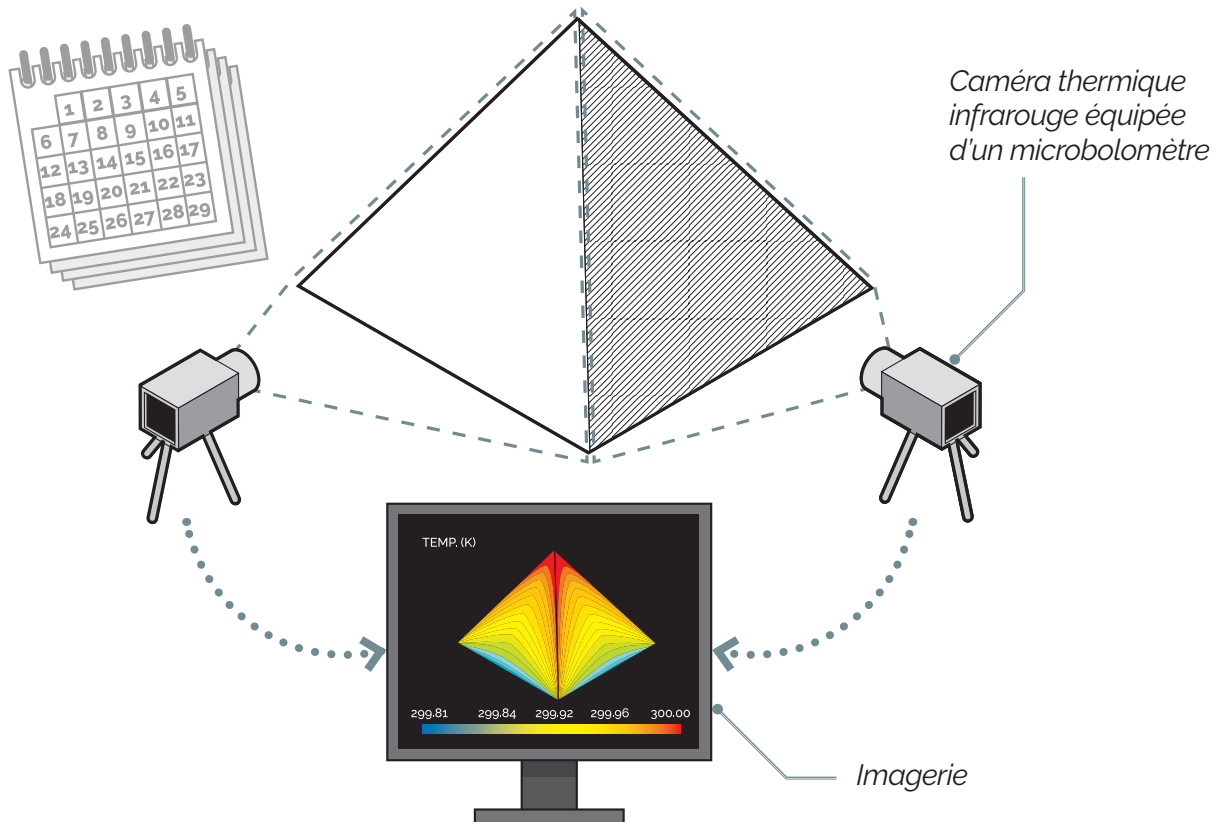 1 2 3 4 5
6 7 8 9 10 11
12 13 14 15 16 17
18 19 20 21 22 23
24 25 26 27 28 29
Caméra thermique
infrarouge équipée
d'un microbolomètre
TEMP. (K)
299.81 299.84 299.92 299.96 300.00
Imagerie